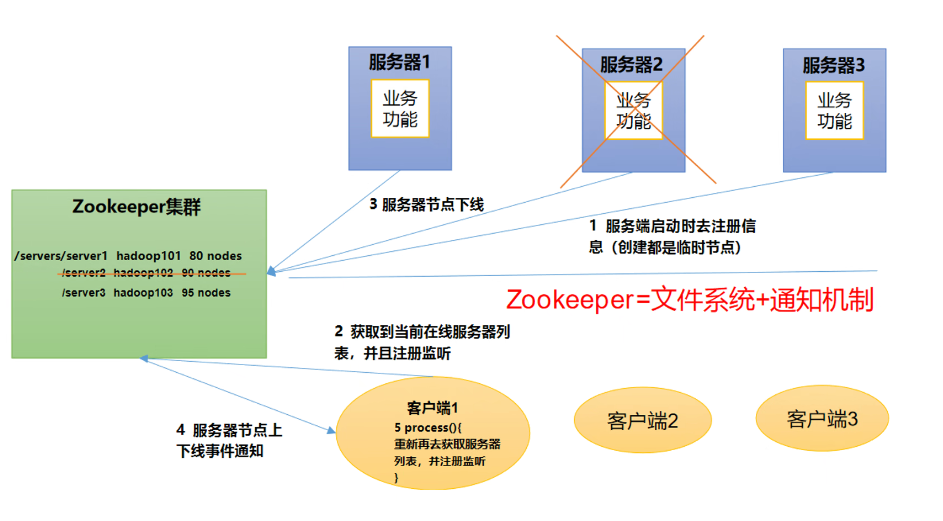 服务器1
业务
功能
服务器2
业务
功能
服务器3
业务
功能
3 服务器节点下线
1 服务端启动时去注册信
息（创建都是临时节点）
Zookeeper集群
/servers/server1 hadoop101 80 nodes
/server2 hadoop102 90 nodes
/server3 hadoop103 95 nodes
Zookeeper=文件系统+通知机制
2 获取到当前在线服务器列
表，并且注册监听
4 服务器节点上
下线事件通知
客户端1
5 process(){
重新再去获取服务器
列表，并注册监听
}
客户端2
客户端3